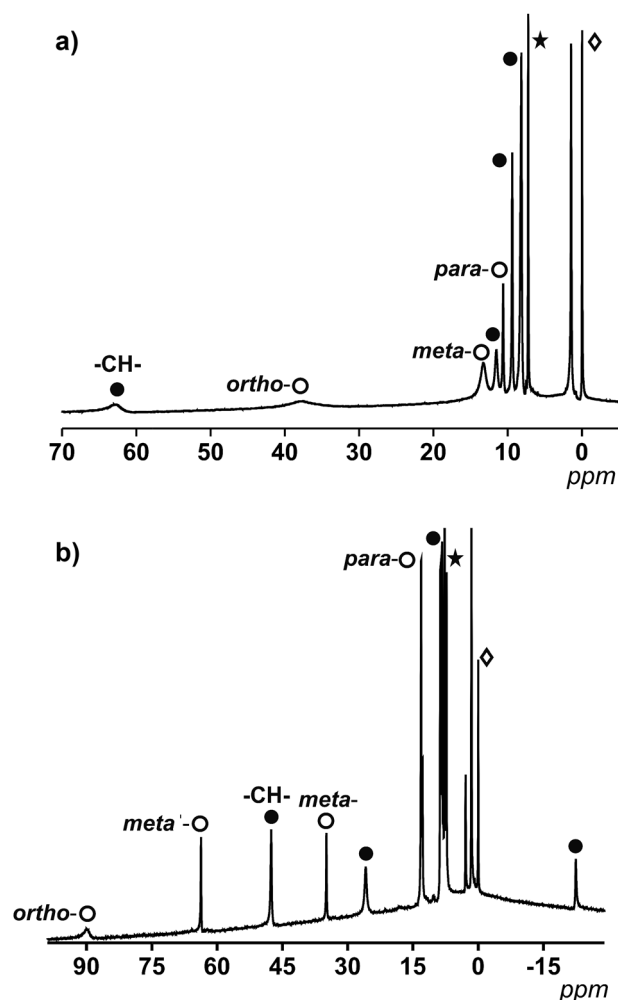 a)
para-
-CH-
ortho-
meta-
70 60 50 40 30 20 10 0
ppm
b)
para-
-CH-
meta-
meta'-
ortho-
90 75 60 45 30 15 0 -15
ppm